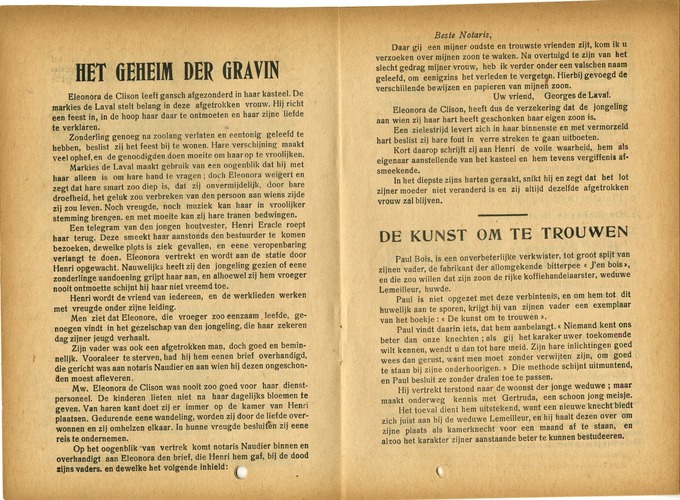 HET GEHEIM DER GRAVIN
Eleonora de Clison leeft gansch afgezonderd in haar kasteel. De
markies de Laval stelt belang in deze afgetrokken vrouw. Hij richt
een feest in, in de hoop haar daar te ontmoeten en haar zijne liefde
te verklaren.
Zonderling genoeg na zoolang verlaten en eentonig geleefd te
hebben, beslist zij het feest bij te wonen. Hare verschijning maakt
veel ophef, en de genoodigden doen moeite om haar op te vroolijken.
Markies de Laval maakt gebruik van een oogenblik dat hij met
haar alleen is om hare hand te vragen ; doch Eleonora weigert en
zegt dat hare smart zoo diep is, dat zij onvermijdelijk, door hare
droefheid, het geluk zou verbreken van den persoon aan wiens zijde
zij zou leven. Noch vreugde, noch muziek kan haar in vroolijker
stemming brengen. en met moeite kan zij hare tranen bedwingen.
Een telegram van den jongen houtvester, Henri Eracle roept
haar terug. Deze smeekt haar aanstonds den bestuurder te komen
bezoeken, dewelke plots is ziek gevallen, en eene veropenbaring
verlangt te doen. Eleonora vertrekt en wordt aan de statie door
Henri opgewacht. Nauwelijks heeft zij den jongeling gezien of eene
zonderlinge aandoening grijpt haar aan, en alhoewel zij hem vroeger
nooit ontmoette schijnt hij haar niet vreemd toe.
Henri wordt de vriend van iedereen, en de werklieden werken
met vreugde onder zijne leiding.
Men ziet dat Eleonore, die vroeger zoo eenzaam leefde, ge-
noegen vindt in het gezelschap van den jongeling, die haar zekeren
dag zijner jeugd verhaalt.
Zijn vader was ook een afgetrokken man, doch goed en bemin-
nelijk. Vooraleer te sterven, had hij hem eenen brief overhandigd,
die gericht was aan notaris Naudier en aan wien hij dezen ongeschon-
den moest afleveren.
Mw. Eleonora de Clison was nooit zoo goed voor haar dienst-
personeel. De kinderen lieten niet na haar dagelijks bloemen te
geven. Van haren kant doet zij er immer op de kamer van Henri
plaatsen. Gedurende eene wandeling, worden zij door de liefde over-
wonnen en zij omhelzen elkaar. In hunne vreugde besluiten zij eene
reis te ondernemen.
Op het oogenblik van vertrek komt notaris Naudier binnen en
overhandigt aan Eleonora den brief, die Henri hem gaf, bij de dood
zijns vaders. en dewelke het volgende inhield:
Beste Notaris,
Daar gij een mijner oudste en trouwste vrienden zijt, kom ik u
verzoeken over mijnen zoon te waken. Na overtuigd te zijn van het
slecht gedrag mijner vrouw, heb ik verder onder een valschen naam
geleefd, om eenigzins het verleden te vergeten. Hierbij gevoegd de
verschillende bewijzen en papieren van mijnen zoon.
Uw vriend, Georges de Laval.
Eleonora de Clison, heeft dus de verzekering dat de jongeling
aan wien zij haar hart heeft geschonken haar eigen zoon is.
Een zielestrijd levert zich in haar binnenste en met vermorzeld
hart beslist zij hare fout in verre streken te gaan uitboeten.
Kort daarop schrijft zij aan Henri de volle waarheid, hem als
eigenaar aanstellende van het kasteel en hem tevens vergiffenis af-
smeekende.
In het diepste zijns harten geraakt, snikt hij en zegt dat het lot
zijner moeder niet veranderd is en zij altijd dezelfde afgetrokken
vrouw zal blijven.
DE KUNST OM TE TROUWEN
Paul Bois, is een onverbeterlijke verkwister, tot groot spijt van
zijnen vader, de fabrikant der allomgekende bitterpee « J'en bois »,
en die zou willen dat zijn zoon de rijke koffiehandelaarster, weduwe
Lemeilleur, huwde.
Paul is niet opgezet met deze verbintenis, en om hem tot dit
huwelijk aan te sporen, krijgt hij van zijnen vader een exemplaar
van het boekje : « De kunst om te trouwen ».
Paul vindt daarin iets, dat hem aanbelangt. « Niemand kent ons
beter dan onze knechten ; als gij het karakter uwer toekomende
wilt kennen, wendt u dan tot hare meid. Zijn hare inlichtingen goed
wees dan gerust, want men moet zonder verwijten zijn, om goed
te staan bij zijne onderhoorigen. » Die methode schijnt uitmuntend,
en Paul besluit ze zonder dralen toe te passen.
Hij vertrekt terstond naar de woonst der jonge weduwe ; maar
maakt onderweg kennis met Gertruda, een schoon jong meisje.
Het toeval dient hem uitstekend, want een nieuwe knecht biedt
zich juist aan bij de weduwe Lemeilleur, en hij haalt dezen over om
zijne plaats als kamerknecht voor een maand af te staan, en
alzoo het karakter zijner aanstaande beter te kunnen bestudeeren.